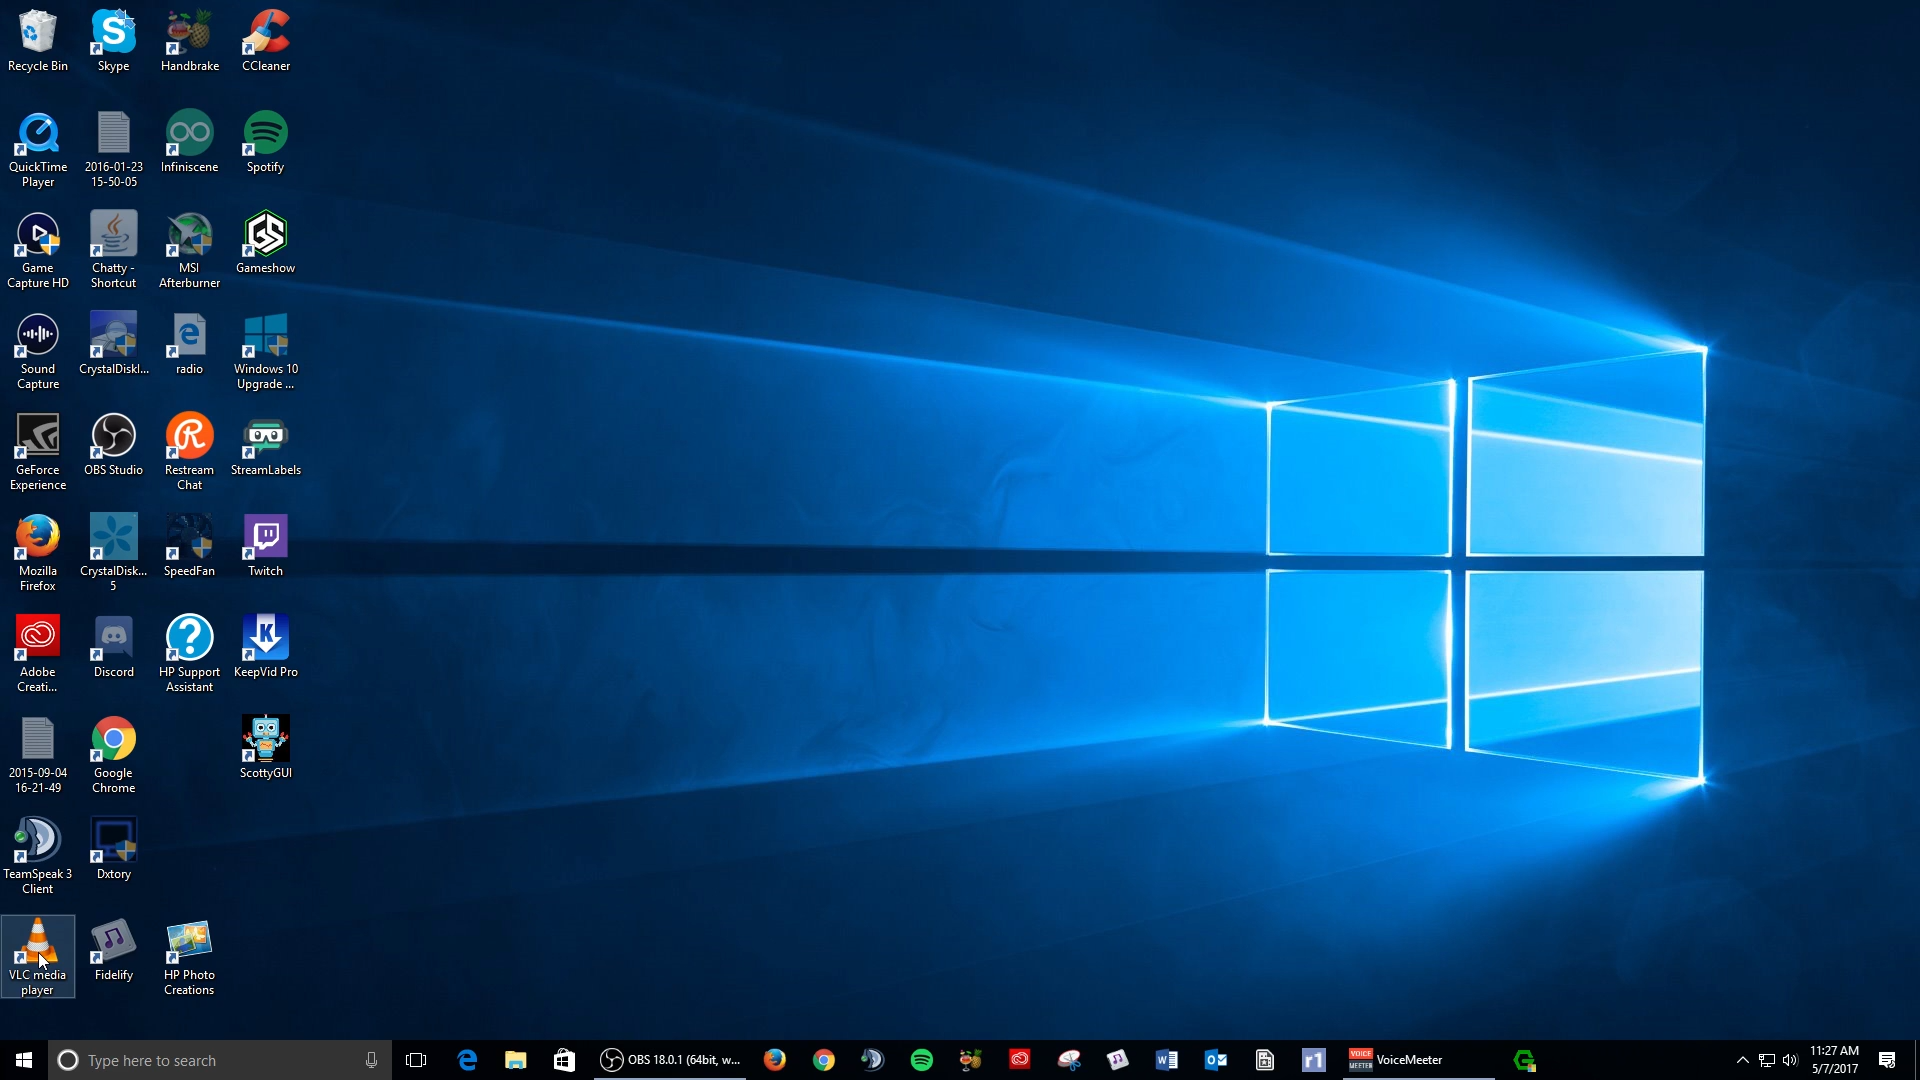 Recycle Bin
Skype
Handbrake
CCleaner
QuickTime
Player
2016-01-23
15-50-05
Infiniscene
Spotify
Game
Capture HD
Chatty -
Shortcut
MSI
Afterburner
Gameshow
Sound
Capture
CrystalDiskI...
radio
Windows 10
Upgrade ...
GeForce
Experience
OBS Studio
Restream
Chat
StreamLabels
Mozilla
Firefox
CrystalDisk...
5
SpeedFan
Twitch
Adobe
Creati...
Discord
HP Support
Assistant
KeepVid Pro
2015-09-04
16-21-49
Google
Chrome
ScottyGUI
TeamSpeak 3
Client
Dxtory
VLC media
player
Fidelify
HP Photo
Creations
Type here to search
OBS 18.0.1 (64bit, w...
r1
VOICE
MEETER
VoiceMeeter
11:27 AM
5/7/2017